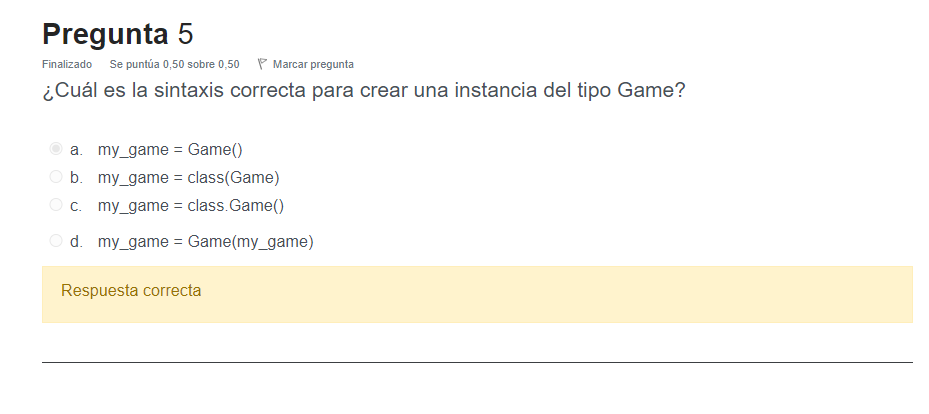 Pregunta 5
Finalizado Se puntúa 0,50 sobre 0,50 Marcar pregunta
¿Cuál es la sintaxis correcta para crear una instancia del tipo Game?
a. my_game = Game()
b. my_game = class(Game)
c. my_game = class.Game()
d. my_game = Game(my_game)
Respuesta correcta